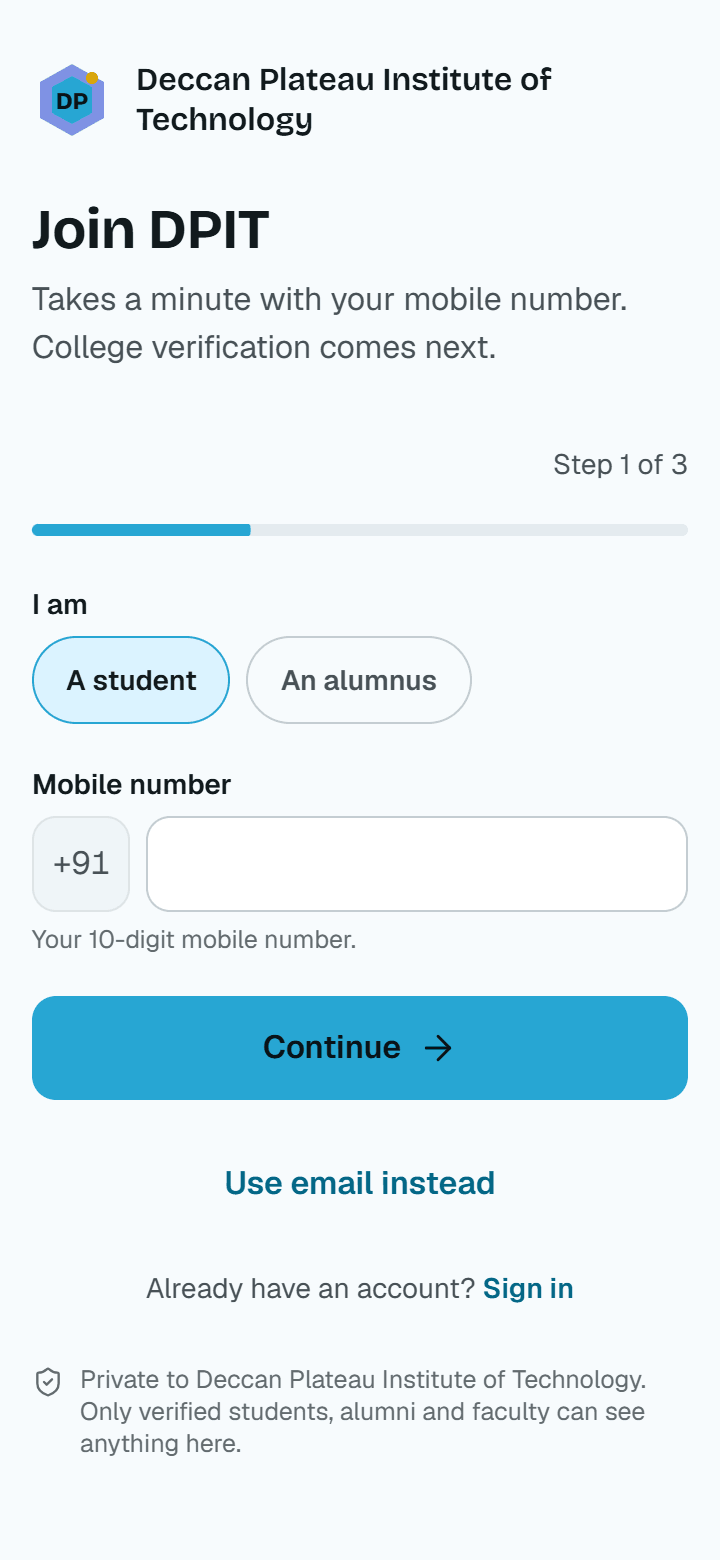 DP
Deccan Plateau Institute of
Technology
Join DPIT
Takes a minute with your mobile number.
College verification comes next.
Step 1 of 3
I am
A student
An alumnus
Mobile number
+91
Your 10-digit mobile number.
Continue →
Use email instead
Already have an account? Sign in
Private to Deccan Plateau Institute of Technology.
Only verified students, alumni and faculty can see
anything here.